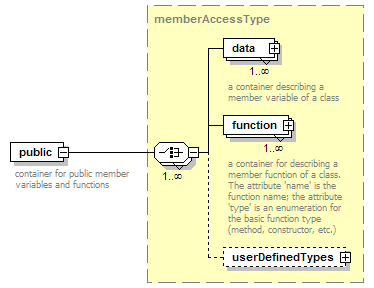 memberAccessType
data
1..∞
a container describing a
member variable of a class
function
1..∞
public
container for public member
variables and functions
1..∞
a container for describing a
member fucntion of a class.
The attribute 'name' is the
function name; the attribute
'type' is an enumeration for
the basic function type
(method, constructor, etc.)
userDefinedTypes